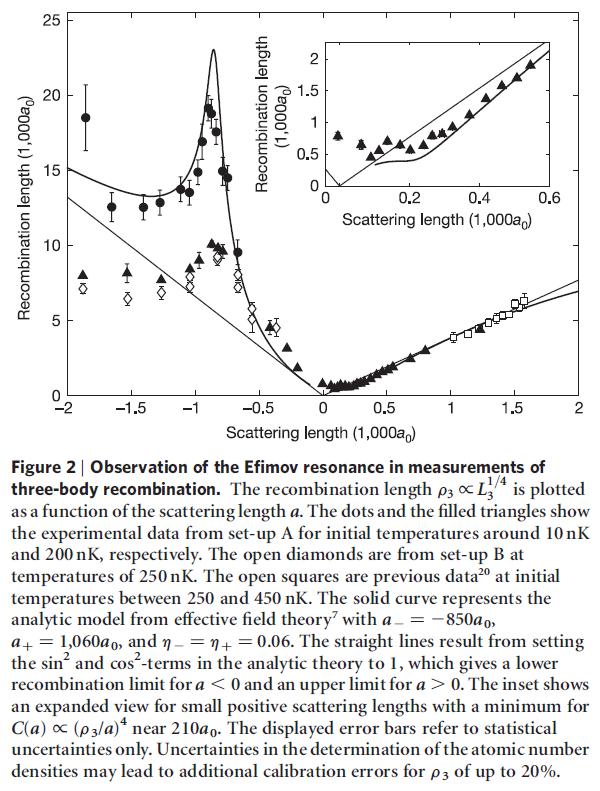 25
20
15
10
5
0
Recombination length (1,000a0)
−2
−1.5
−1
−0.5
0
0.5
1
1.5
2
Scattering length (1,000a0)
2
1.5
1
0.5
0
Recombination length
(1,000a0)
0
0.2
0.4
0.6
Scattering length (1,000a0)
Figure 2 | Observation of the Efimov resonance in measurements of
three-body recombination. The recombination length ρ3 ∝ L3^1/4 is plotted
as a function of the scattering length a. The dots and the filled triangles show
the experimental data from set-up A for initial temperatures around 10 nK
and 200 nK, respectively. The open diamonds are from set-up B at
temperatures of 250 nK. The open squares are previous data20 at initial
temperatures between 250 and 450 nK. The solid curve represents the
analytic model from effective field theory7 with a− = −850a0,
a+ = 1,060a0, and η− = η+ = 0.06. The straight lines result from setting
the sin2 and cos2-terms in the analytic theory to 1, which gives a lower
recombination limit for a < 0 and an upper limit for a > 0. The inset shows
an expanded view for small positive scattering lengths with a minimum for
C(a) ∝ (ρ3/a)4 near 210a0. The displayed error bars refer to statistical
uncertainties only. Uncertainties in the determination of the atomic number
densities may lead to additional calibration errors for ρ3 of up to 20%.